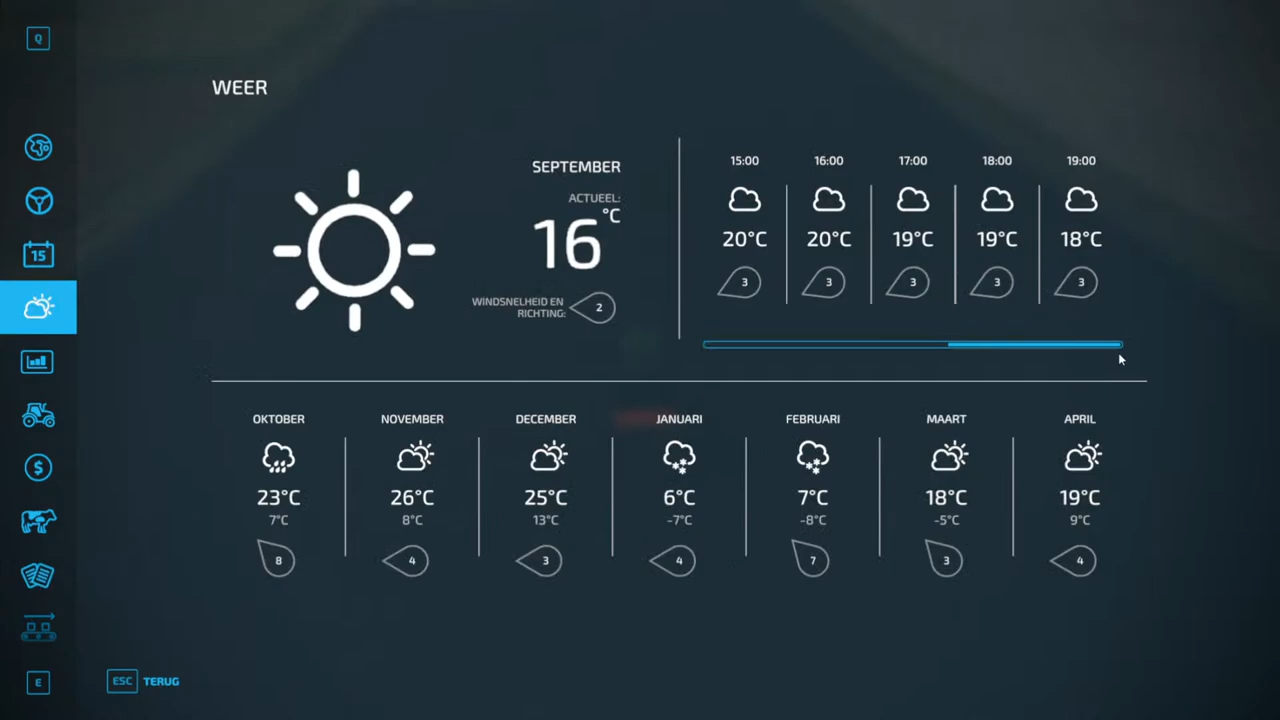 Q
WEER
15
SEPTEMBER
ACTUEEL:
16 °C
WINDSNELHEID EN
RICHTING:
2
15:00 16:00 17:00 18:00 19:00
20°C 20°C 19°C 19°C 18°C
3 3 3 3 3
OKTOBER NOVEMBER DECEMBER JANUARI FEBRUARI MAART APRIL
23°C 26°C 25°C 6°C 7°C 18°C 19°C
7°C 8°C 13°C -7°C -8°C -5°C 9°C
8 4 3 4 7 3 4
$
E
ESC TERUG